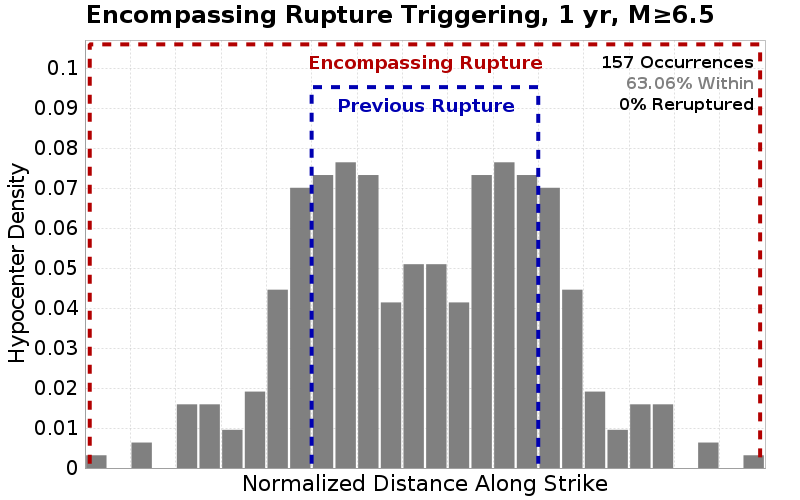 Encompassing Rupture Triggering, 1 yr, M≥6.5
Encompassing Rupture
157 Occurrences
63.06% Within
0% Reruptured
Previous Rupture
Hypocenter Density
0.1
0.09
0.08
0.07
0.06
0.05
0.04
0.03
0.02
0.01
0
Normalized Distance Along Strike